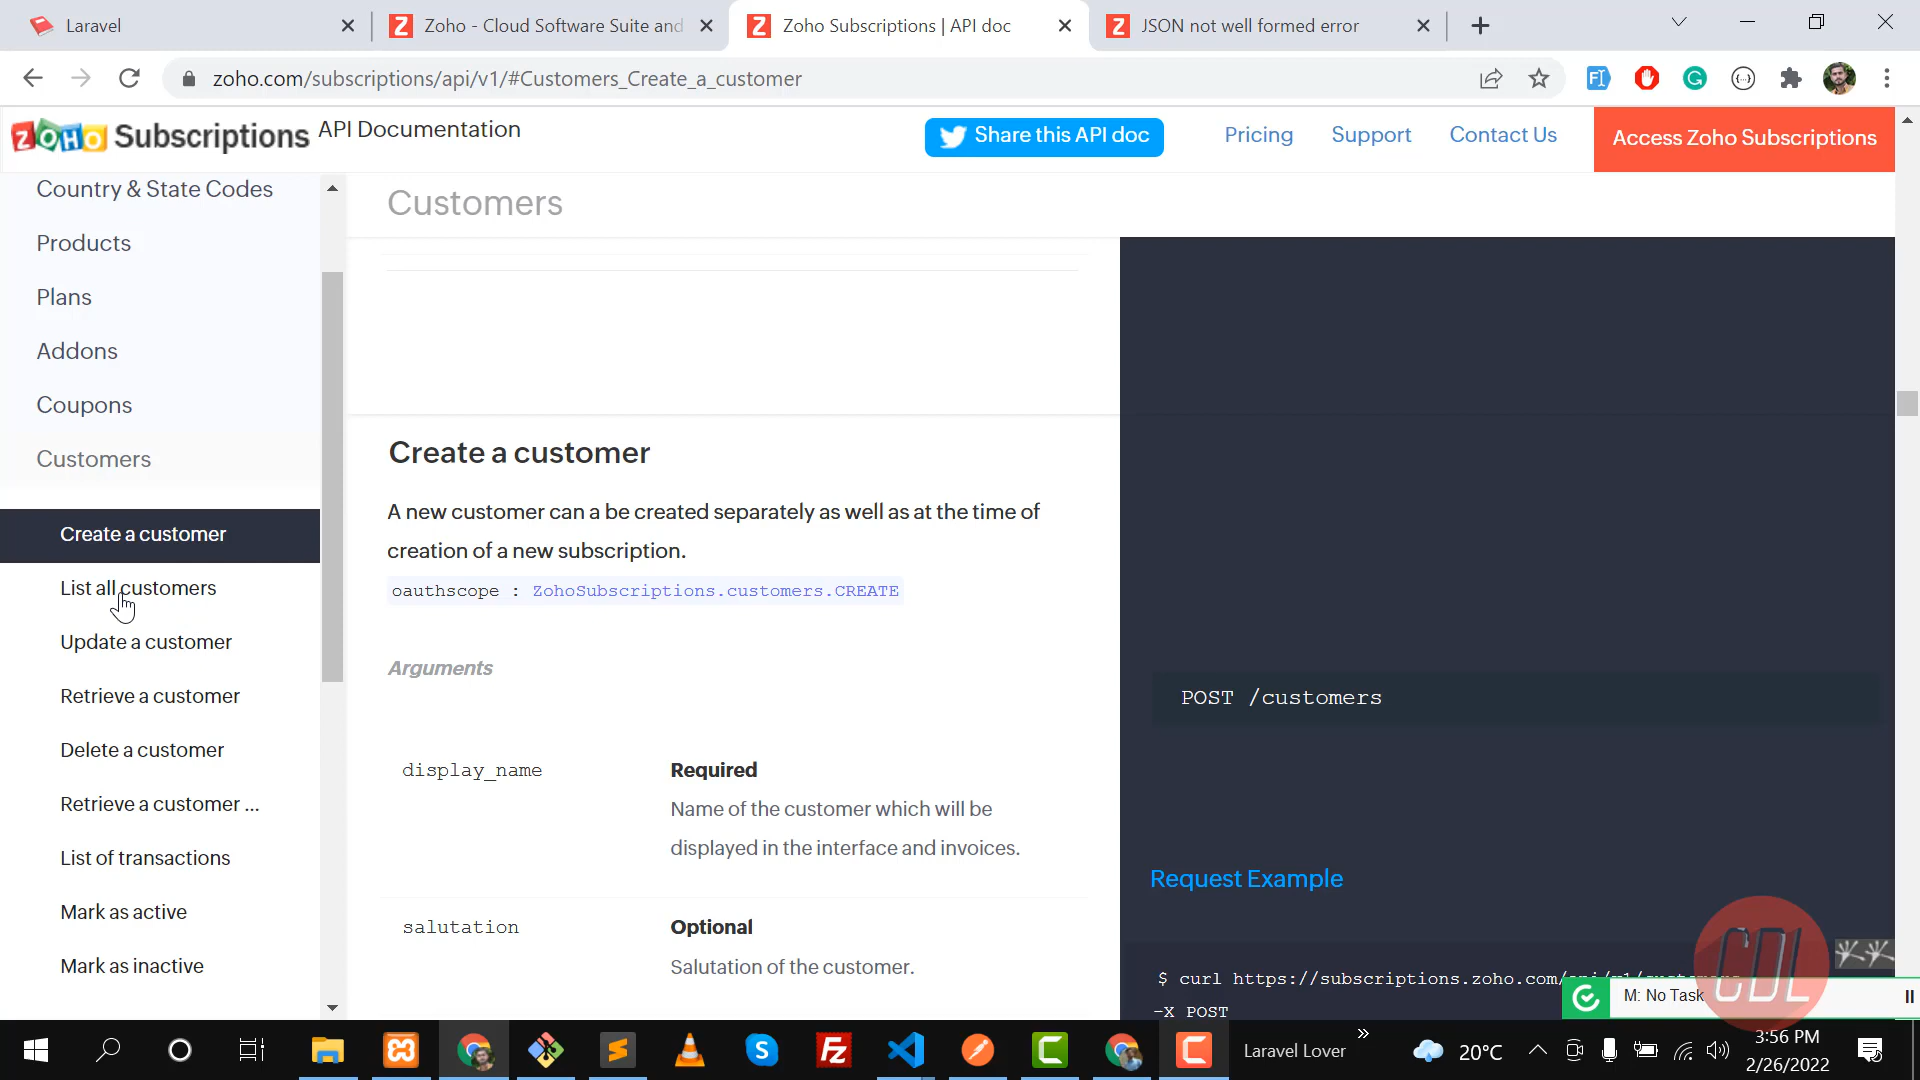 Laravel
Zoho - Cloud Software Suite and
Zoho Subscriptions | API doc
JSON not well formed error
zoho.com/subscriptions/api/v1/#Customers_Create_a_customer
ZOHO Subscriptions API Documentation
Share this API doc
Pricing
Support
Contact Us
Access Zoho Subscriptions
Country & State Codes
Products
Plans
Addons
Coupons
Customers
Create a customer
List all customers
Update a customer
Retrieve a customer
Delete a customer
Retrieve a customer ...
List of transactions
Mark as active
Mark as inactive
Customers
Create a customer
A new customer can a be created separately as well as at the time of
creation of a new subscription.
oauthscope : ZohoSubscriptions.customers.CREATE
Arguments
display_name
Required
Name of the customer which will be
displayed in the interface and invoices.
salutation
Optional
Salutation of the customer.
POST /customers
Request Example
$ curl https://subscriptions.zoho.com/
-X POST
CDL
M: No Task
Laravel Lover
20°C
3:56 PM
2/26/2022